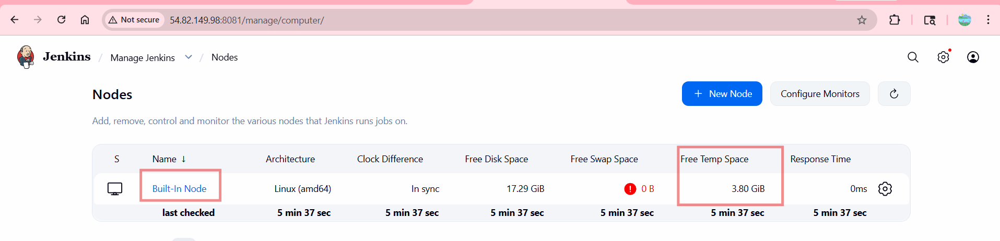 Not secure 54.82.149.98:8081/manage/computer/
Jenkins / Manage Jenkins / Nodes
Nodes
+ New Node Configure Monitors
Add, remove, control and monitor the various nodes that Jenkins runs jobs on.
S Name ↓ Architecture Clock Difference Free Disk Space Free Swap Space Free Temp Space Response Time
Built-In Node Linux (amd64) In sync 17.29 GiB 0 B 3.80 GiB 0ms
last checked 5 min 37 sec 5 min 37 sec 5 min 37 sec 5 min 37 sec 5 min 37 sec 5 min 37 sec